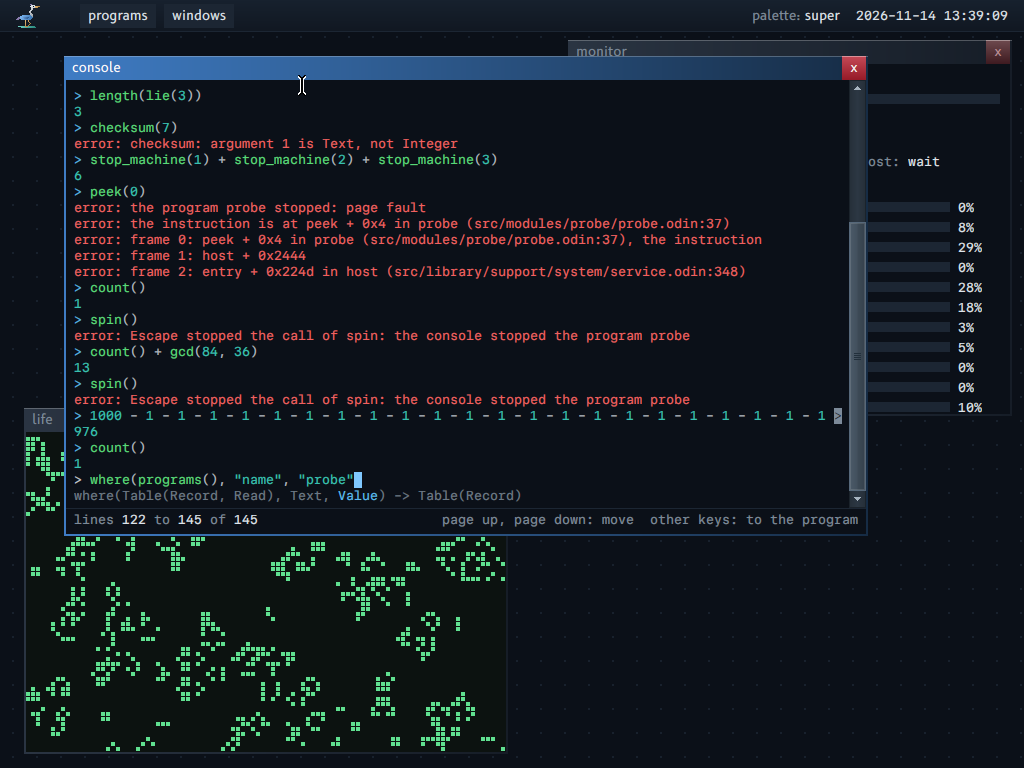 programs windows palette: super 2026-11-14 13:39:09
monitor x
console x
> length(lie(3))
3
> checksum(7)
error: checksum: argument 1 is Text, not Integer
> stop_machine(1) + stop_machine(2) + stop_machine(3)
6
> peek(0)
error: the program probe stopped: page fault
error: the instruction is at peek + 0x4 in probe (src/modules/probe/probe.odin:37)
error: frame 0: peek + 0x4 in probe (src/modules/probe/probe.odin:37), the instruction
error: frame 1: host + 0x2444
error: frame 2: entry + 0x224d in host (src/library/support/system/service.odin:348)
> count()
1
> spin()
error: Escape stopped the call of spin: the console stopped the program probe
> count() + gcd(84, 36)
13
> spin()
error: Escape stopped the call of spin: the console stopped the program probe
> 1000 - 1 - 1 - 1 - 1 - 1 - 1 - 1 - 1 - 1 - 1 - 1 - 1 - 1 - 1 - 1 - 1 - 1 - 1 - 1 - 1 - 1 - 1 >
976
> count()
1
> where(programs(), "name", "probe"
where(Table(Record, Read), Text, Value) -> Table(Record)
lines 122 to 145 of 145 page up, page down: move other keys: to the program
ost: wait
0%
8%
29%
0%
28%
18%
3%
5%
0%
0%
10%
life